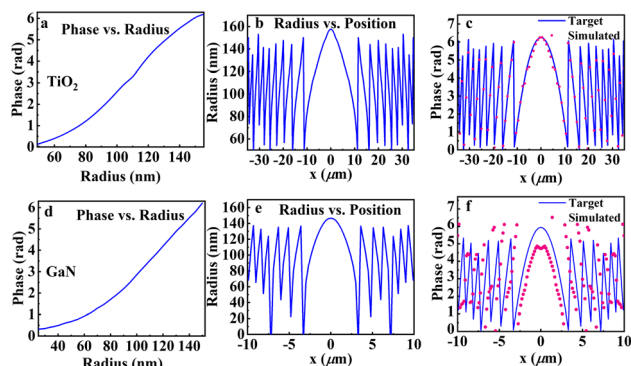 a
Phase vs. Radius
TiO2
Phase (rad)
6
5
4
3
2
1
0
60 80 100 120 140
Radius (nm)
b
Radius vs. Position
Radius (nm)
160
140
120
100
80
60
-30 -20 -10 0 10 20 30
x (μm)
c
Target
Simulated
Phase (rad)
6
5
4
3
2
1
0
-30 -20 -10 0 10 20 30
x (μm)
d
Phase vs. Radius
GaN
Phase (rad)
6
5
4
3
2
1
0
40 60 80 100 120 140
Radius (nm)
e
Radius vs. Position
Radius (nm)
160
140
120
100
80
60
40
20
0
-10 -5 0 5 10
x (μm)
f
Target
Simulated
Phase (rad)
6
5
4
3
2
1
0
-10 -5 0 5 10
x (μm)